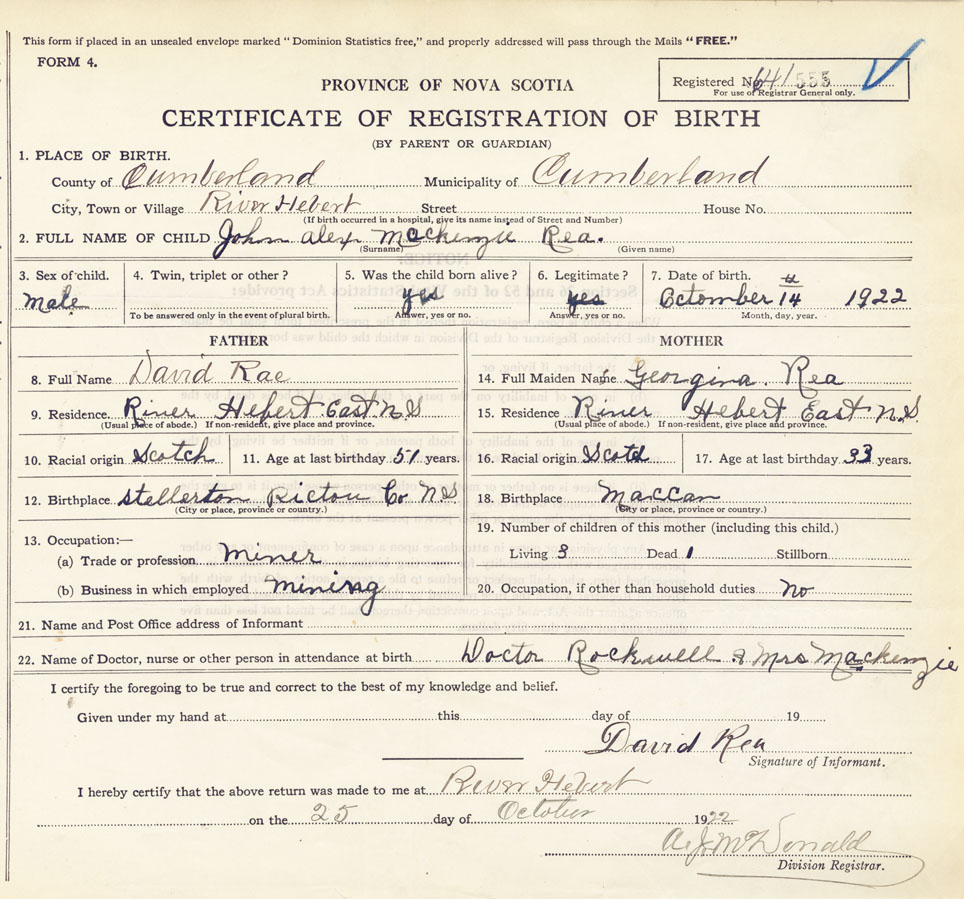 This form if placed in an unsealed envelope marked "Dominion Statistics free," and properly addressed will pass through the Mails "FREE."
FORM 4.
Registered No. 641555
For use of Registrar General only.
PROVINCE OF NOVA SCOTIA
CERTIFICATE OF REGISTRATION OF BIRTH
(BY PARENT OR GUARDIAN)
1. PLACE OF BIRTH.
County of Cumberland Municipality of Cumberland
City, Town or Village River Hebert Street House No.
(If birth occurred in a hospital, give its name instead of Street and Number)
2. FULL NAME OF CHILD John alex Mackenzie Rea.
(Surname) (Given name)
3. Sex of child. 4. Twin, triplet or other? 5. Was the child born alive? 6. Legitimate? 7. Date of birth.
Male yes yes Octomber 14th 1922
To be answered only in the event of plural birth. Answer, yes or no. Answer, yes or no. Month, day, year.
FATHER MOTHER
8. Full Name David Rae 14. Full Maiden Name Georgina. Rea
9. Residence. River Hebert East N.S 15. Residence River Hebert East N.S.
(Usual place of abode.) If non-resident, give place and province. (Usual place of abode.) If non-resident, give place and province.
10. Racial origin Scotch 11. Age at last birthday 51 years. 16. Racial origin Scotch 17. Age at last birthday 33 years.
12. Birthplace Stellerton Pictou Co N S 18. Birthplace Maccan
(City or place, province or country.) (City or place, province or country.)
19. Number of children of this mother (including this child.)
13. Occupation:—
(a) Trade or profession Miner Living 3 Dead 1 Stillborn
(b) Business in which employed mining 20. Occupation, if other than household duties No
21. Name and Post Office address of Informant
22. Name of Doctor, nurse or other person in attendance at birth Doctor Rockwell & Mrs Mackenzie
I certify the foregoing to be true and correct to the best of my knowledge and belief.
Given under my hand at this day of 19
David Rea
Signature of Informant.
I hereby certify that the above return was made to me at River Hebert
on the 25 day of October 1922
A. J. McDonald
Division Registrar.